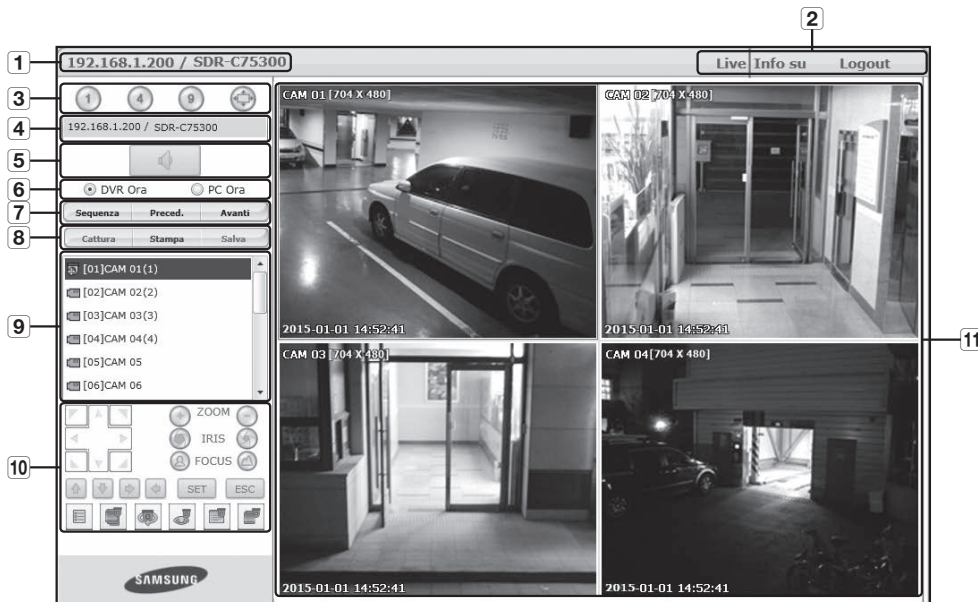 2
1
192.168.1.200 / SDR-C75300
Live Info su Logout
3
1 4 9
4
192.168.1.200 / SDR-C75300
5
6
DVR Ora PC Ora
7
Sequenza Preced. Avanti
8
Cattura Stampa Salva
9
[01]CAM 01(1)
[02]CAM 02(2)
[03]CAM 03(3)
[04]CAM 04(4)
[05]CAM 05
[06]CAM 06
10
ZOOM
IRIS
FOCUS
SET ESC
SAMSUNG
CAM 01 [704 X 480]
2015-01-01 14:52:41
CAM 02 [704 X 480]
2015-01-01 14:52:41
CAM 03 [704 X 480]
2015-01-01 14:52:41
CAM 04[704 X 480]
2015-01-01 14:52:41
11